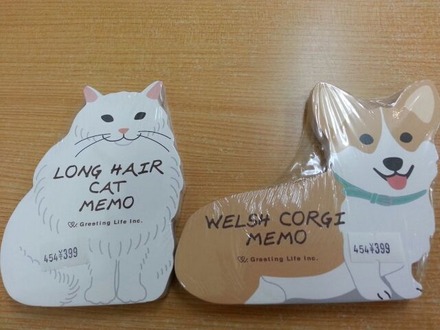 LONG HAIR
CAT
MEMO
Greeting Life Inc.
454¥399
WELSH CORGI
MEMO
Greeting Life Inc.
454¥399